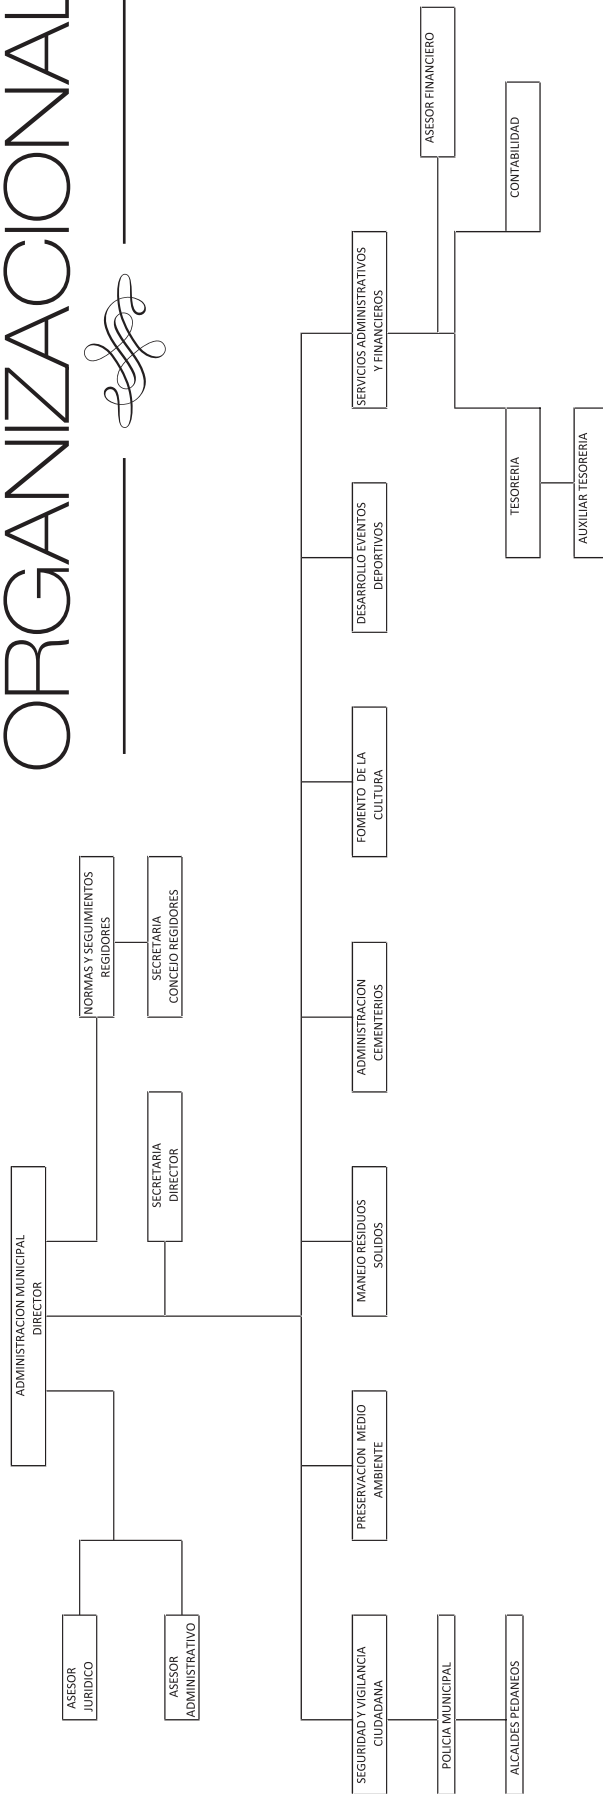 ORGANIZACIONAL
ADMINISTRACION MUNICIPAL
DIRECTOR
ASESOR
JURIDICO
ASESOR
ADMINISTRATIVO
NORMAS Y SEGUIMIENTOS
REGIDORES
SECRETARIA
CONCEJO REGIDORES
SECRETARIA
DIRECTOR
SEGURIDAD Y VIGILANCIA
CIUDADANA
POLICIA MUNICIPAL
ALCALDES PEDANEOS
PRESERVACION MEDIO
AMBIENTE
MANEJO RESIDUOS
SOLIDOS
ADMINISTRACION
CEMENTERIOS
FOMENTO DE LA
CULTURA
DESARROLLO EVENTOS
DEPORTIVOS
SERVICIOS ADMINISTRATIVOS
Y FINANCIEROS
ASESOR FINANCIERO
TESORERIA
AUXILIAR TESORERIA
CONTABILIDAD